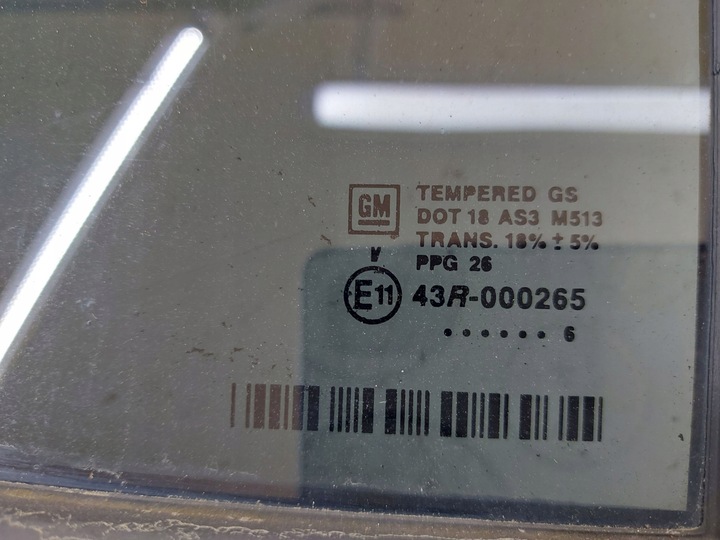 GM
TEMPERED GS
DOT 18 AS3 M513
TRANS. 18% ± 5%
PPG 26
V
E11 43R-000265
...... 6